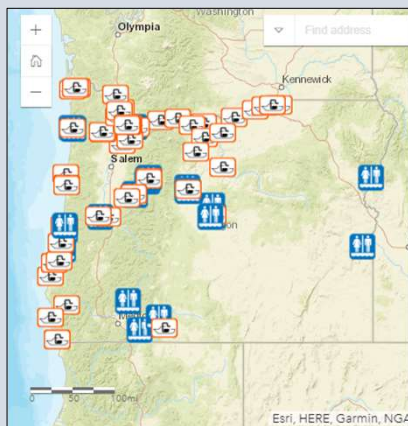 Washington
Olympia
+
Find address
−
Kennewick
Salem
0 50 100mi
Esri, HERE, Garmin, NGA